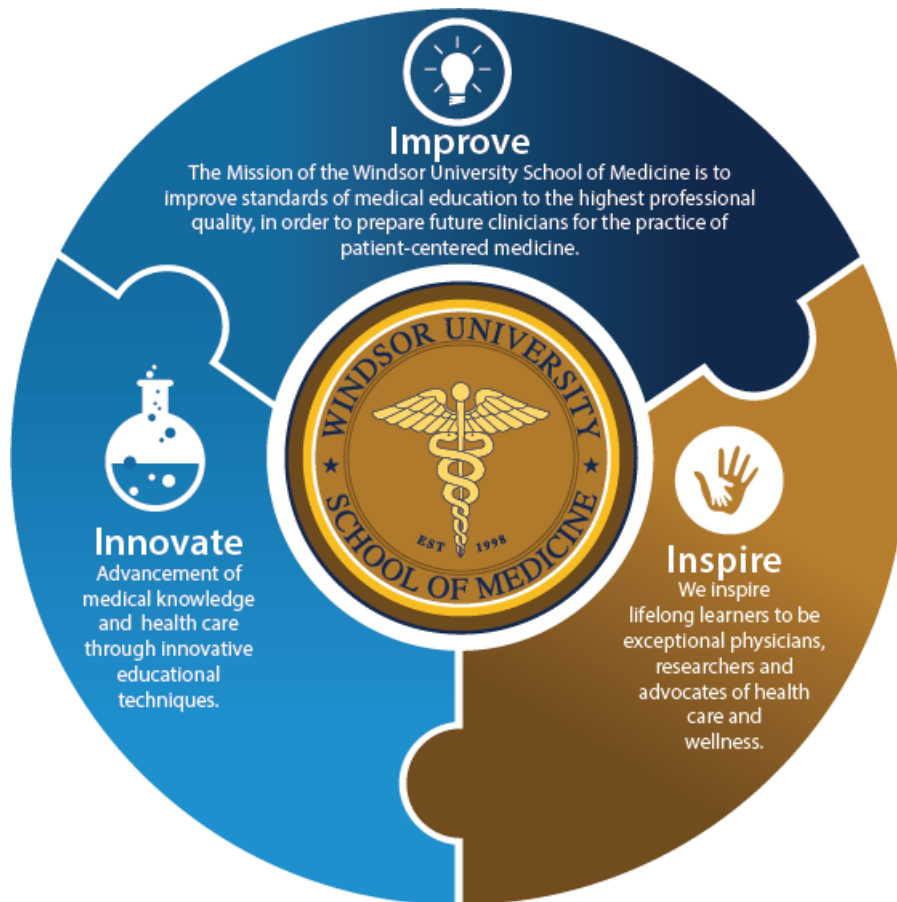 Improve
The Mission of the Windsor University School of Medicine is to
improve standards of medical education to the highest professional
quality, in order to prepare future clinicians for the practice of
patient-centered medicine.
WINDSOR UNIVERSITY
SCHOOL OF MEDICINE
EST 1998
Innovate
Advancement of
medical knowledge
and health care
through innovative
educational
techniques.
Inspire
We inspire
lifelong learners to be
exceptional physicians,
researchers and
advocates of health
care and
wellness.